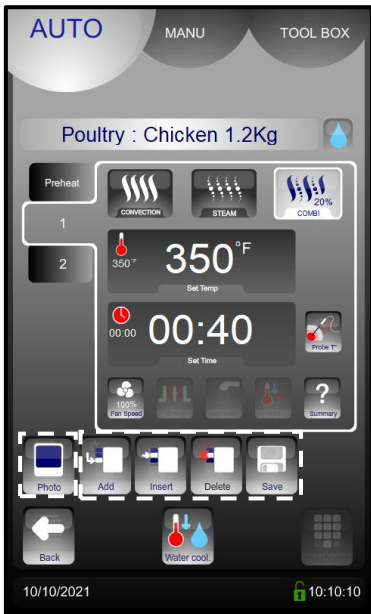 AUTO
MANU
TOOL BOX
Poultry : Chicken 1.2Kg
Preheat
1
2
CONVECTION
STEAM
20%
COMBI
350°F
350°F
Set Temp
00:00
00:40
Set Time
Probe T°
100%
Fan Speed
?
Summary
Photo
Add
Insert
Delete
Save
Back
Water cool.
10/10/2021
10:10:10